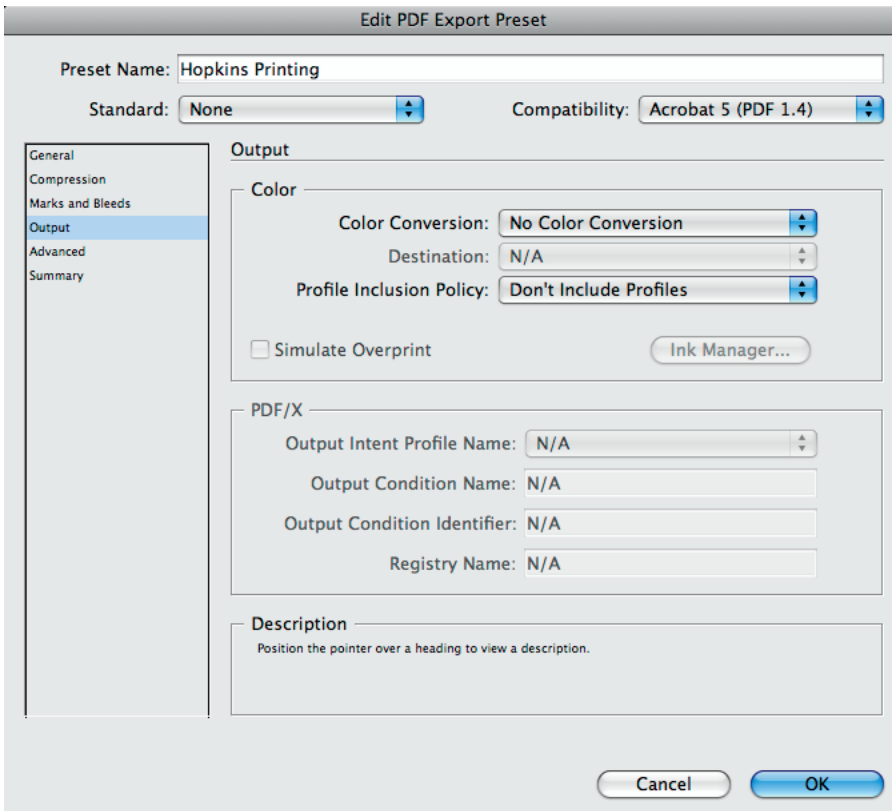 Edit PDF Export Preset
Preset Name: Hopkins Printing
Standard: None Compatibility: Acrobat 5 (PDF 1.4)
General
Compression
Marks and Bleeds
Output
Advanced
Summary
Output
Color
Color Conversion: No Color Conversion
Destination: N/A
Profile Inclusion Policy: Don't Include Profiles
Simulate Overprint Ink Manager...
PDF/X
Output Intent Profile Name: N/A
Output Condition Name: N/A
Output Condition Identifier: N/A
Registry Name: N/A
Description
Position the pointer over a heading to view a description.
Cancel OK